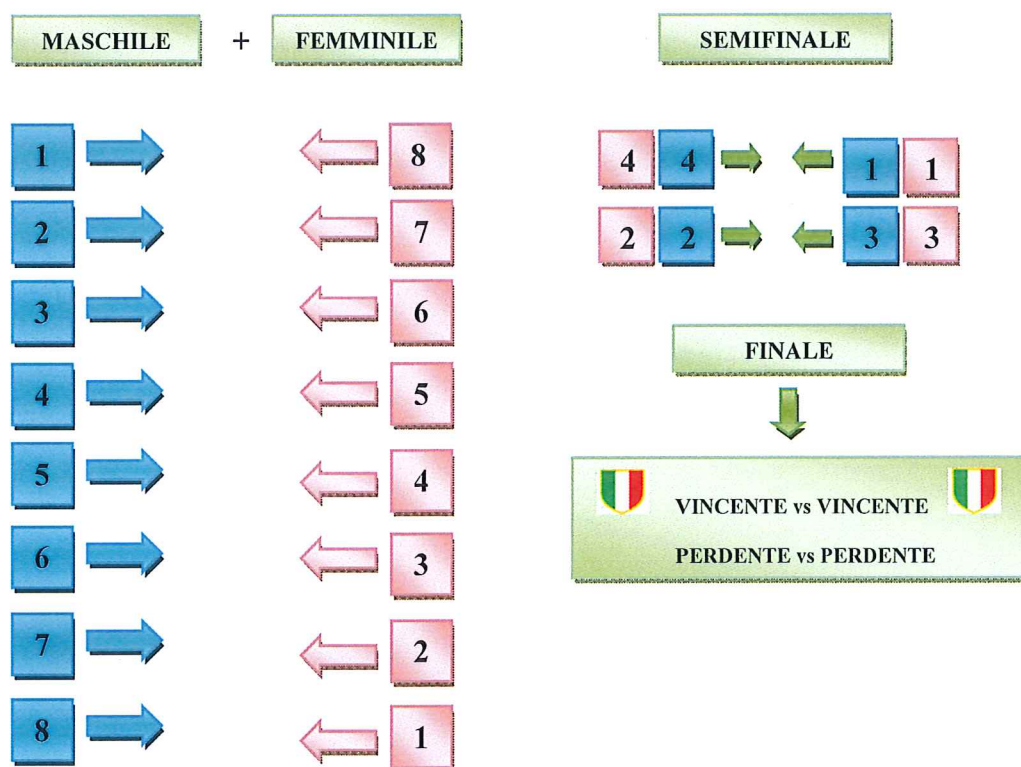 MASCHILE + FEMMINILE
1 8
2 7
3 6
4 5
5 4
6 3
7 2
8 1
SEMIFINALE
4 4 1 1
2 2 3 3
FINALE
VINCENTE vs VINCENTE
PERDENTE vs PERDENTE